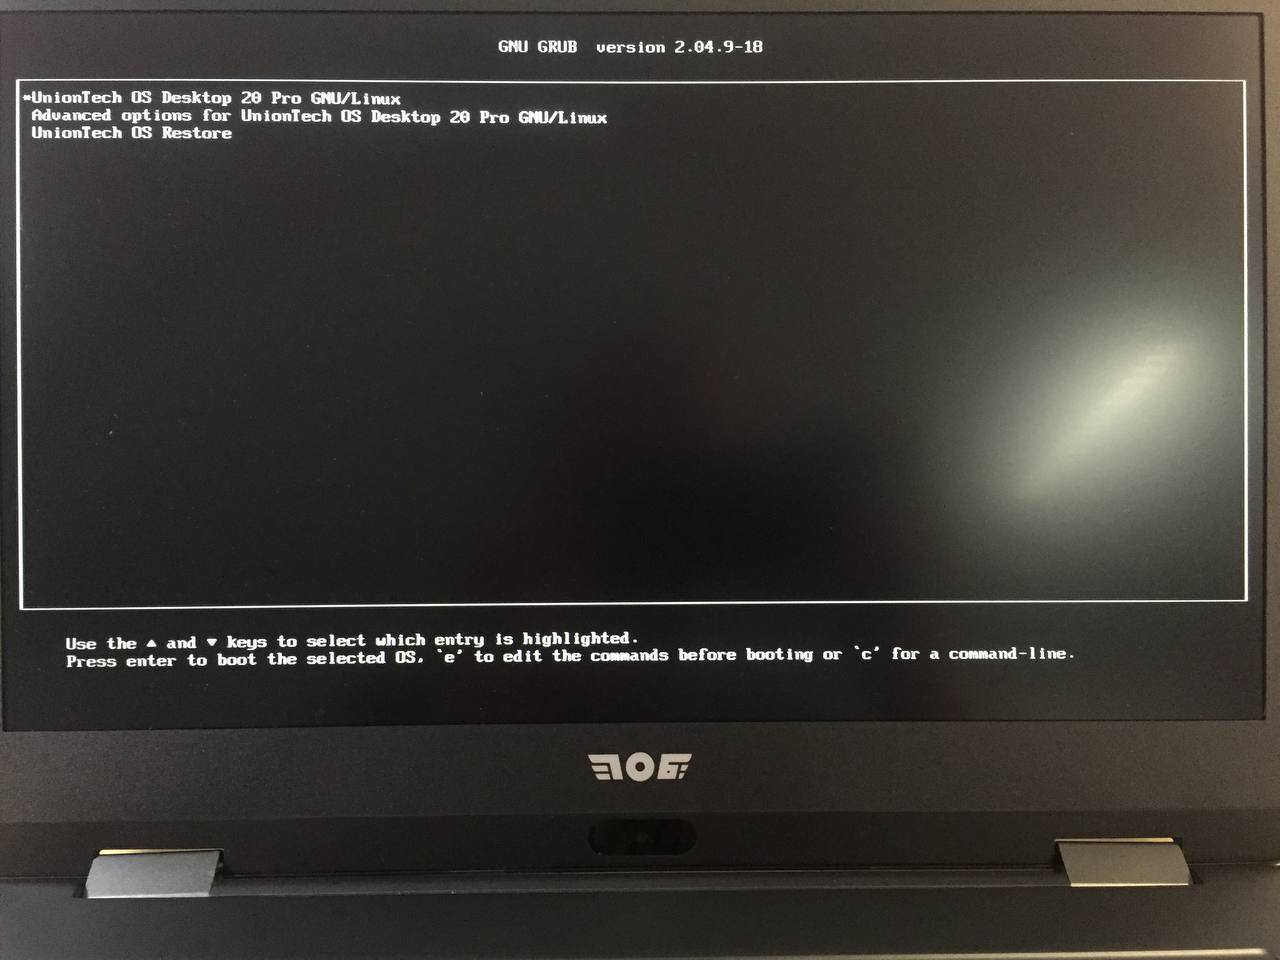 GNU GRUB version 2.04.9-18
*UnionTech OS Desktop 20 Pro GNU/Linux
Advanced options for UnionTech OS Desktop 20 Pro GNU/Linux
UnionTech OS Restore
Use the ▲ and ▼ keys to select which entry is highlighted.
Press enter to boot the selected OS, `e' to edit the commands before booting or `c' for a command-line.